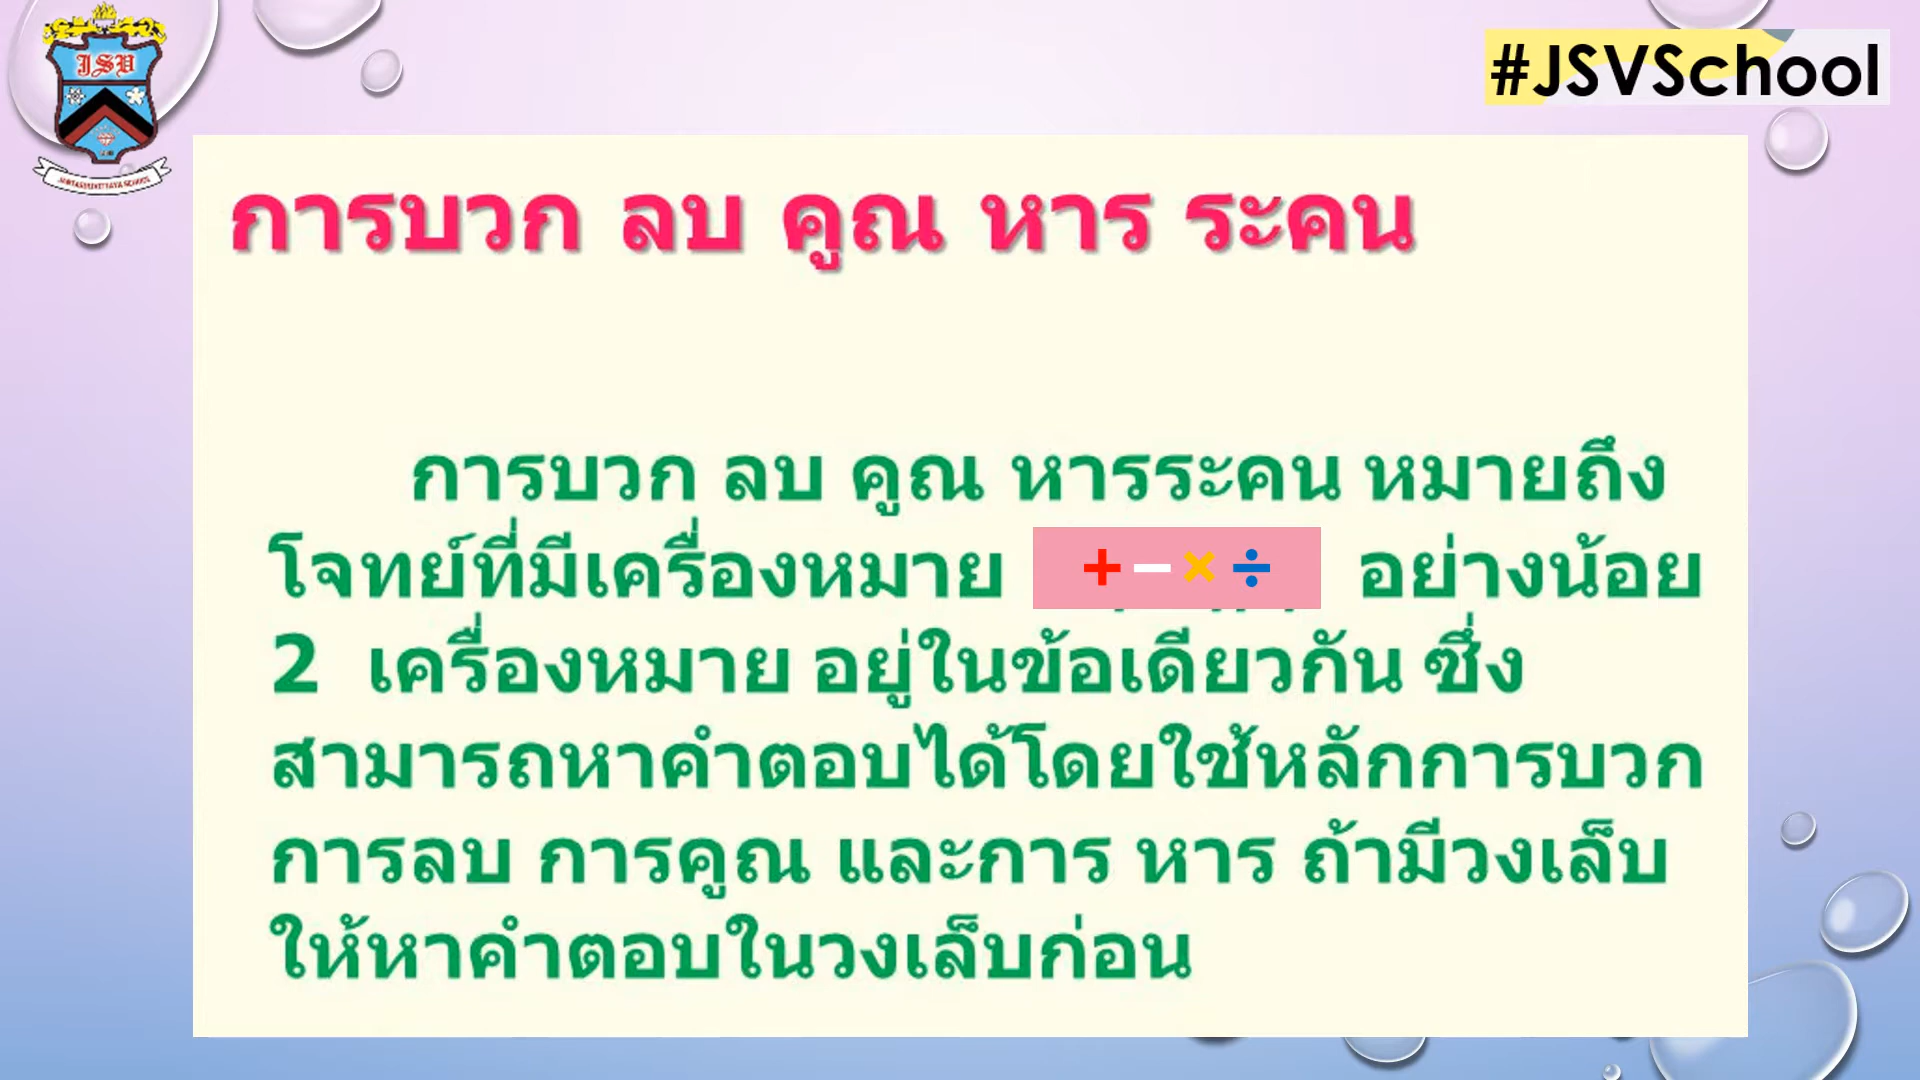 JSV
#JSVSchool
การบวก ลบ คูณ หาร ระคน
การบวก ลบ คูณ หารระคน หมายถึง
โจทย์ที่มีเครื่องหมาย + − × ÷ อย่างน้อย
2 เครื่องหมาย อยู่ในข้อเดียวกัน ซึ่ง
สามารถหาคำตอบได้โดยใช้หลักการบวก
การลบ การคูณ และการ หาร ถ้ามีวงเล็บ
ให้หาคำตอบในวงเล็บก่อน